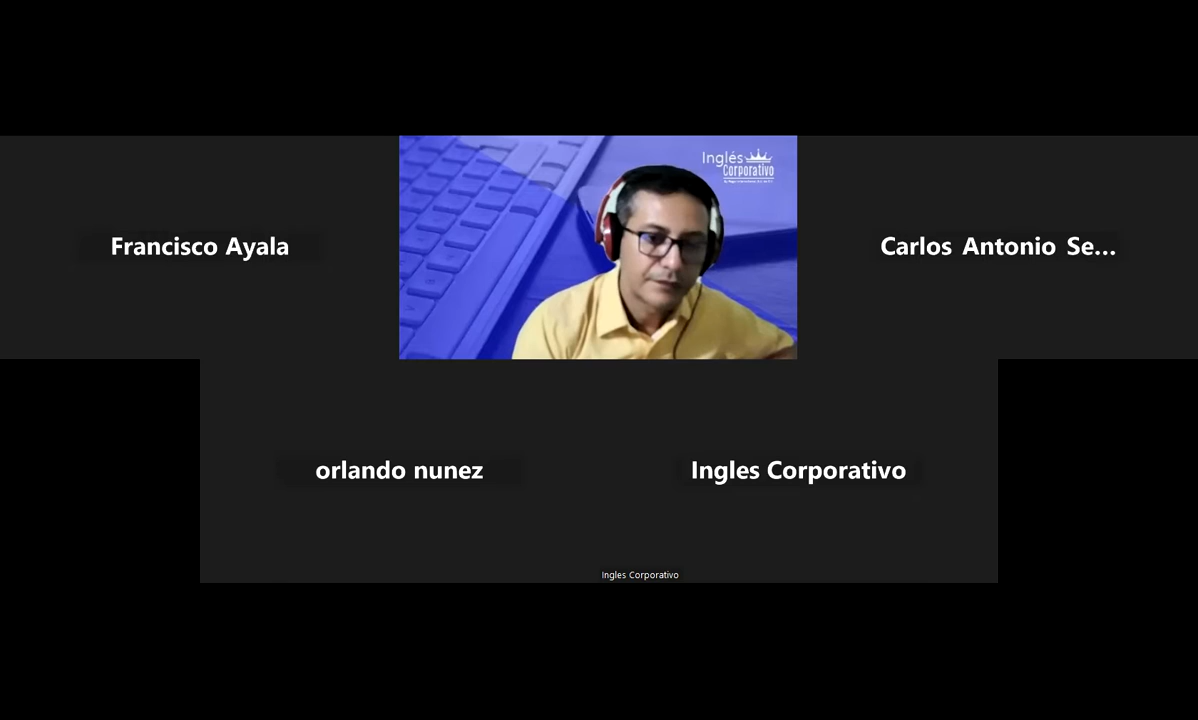 Francisco Ayala
Inglés
Corporativo
Carlos Antonio Se...
orlando nunez
Ingles Corporativo
Ingles Corporativo